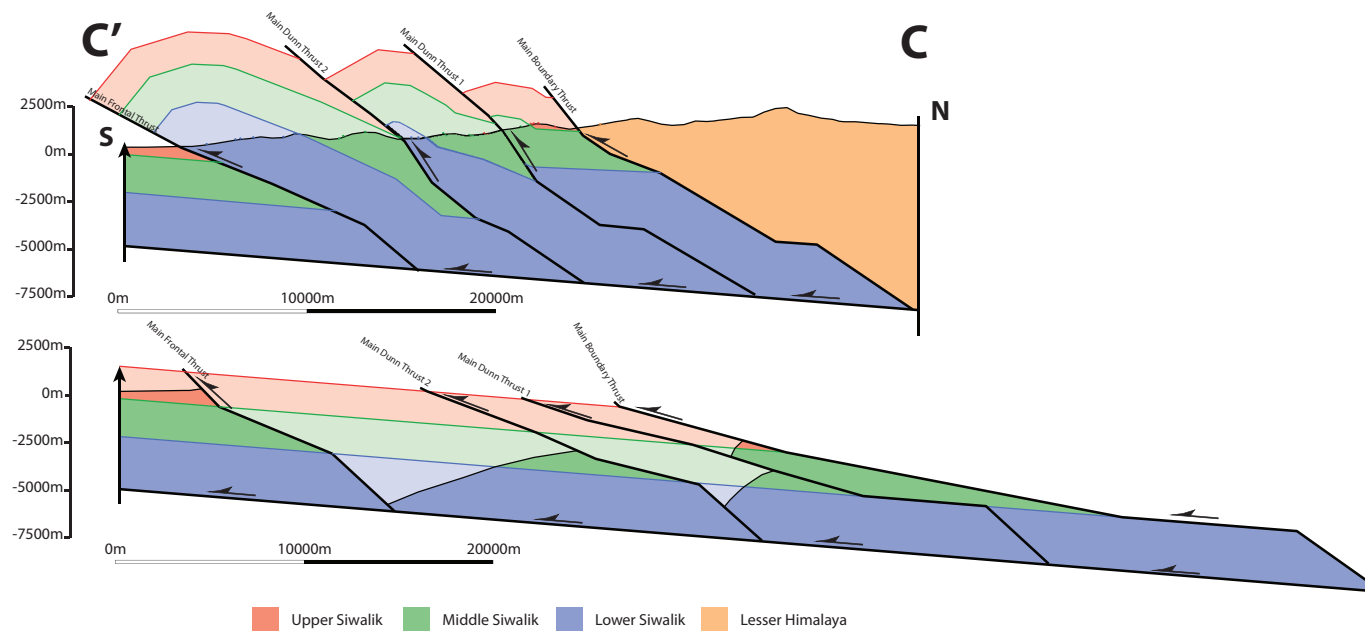 C'
C
Main Dunn Thrust 2
Main Dunn Thrust 1
Main Boundary Thrust
Main Frontal Thrust
S
N
2500m
0m
-2500m
-5000m
-7500m
0m
10000m
20000m
Main Frontal Thrust
Main Dunn Thrust 2
Main Dunn Thrust 1
Main Boundary Thrust
2500m
0m
-2500m
-5000m
-7500m
0m
10000m
20000m
Upper Siwalik
Middle Siwalik
Lower Siwalik
Lesser Himalaya